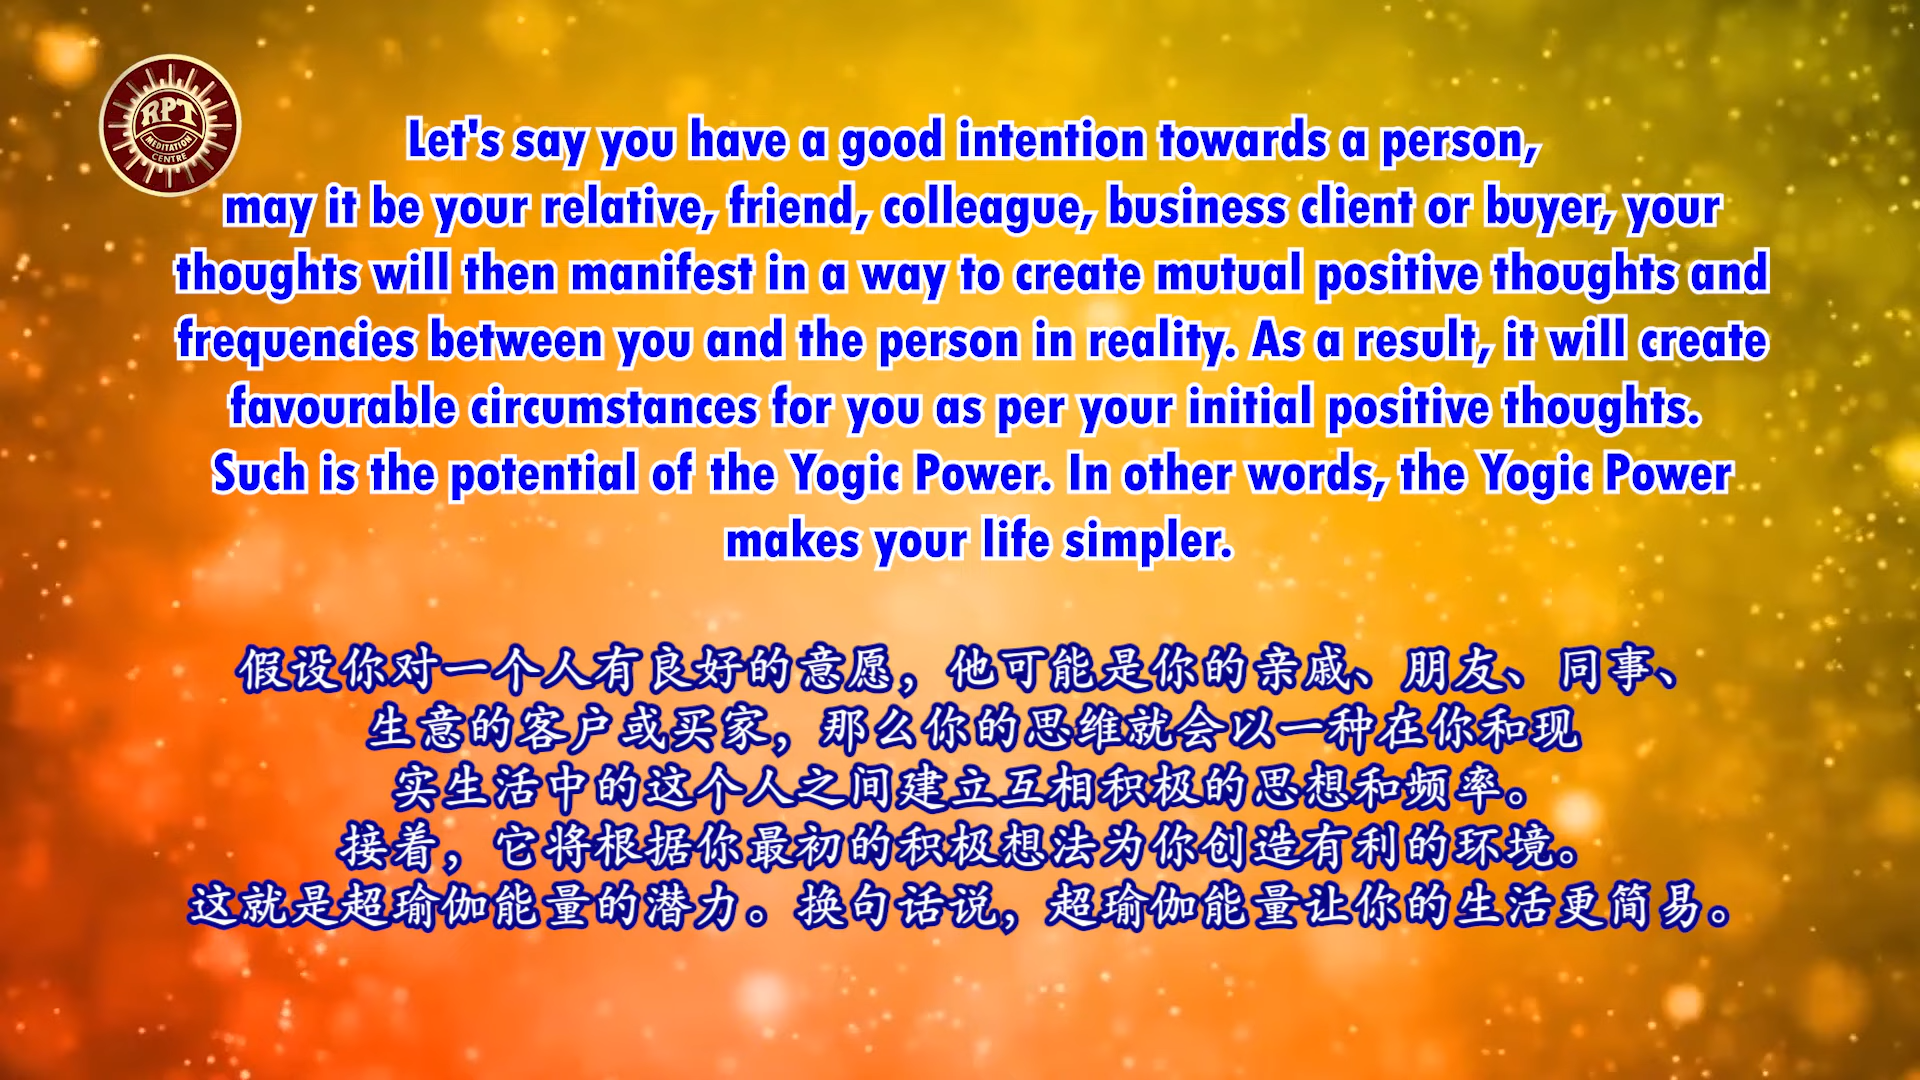 RPT
MEDITATION
CENTRE
Let's say you have a good intention towards a person,
may it be your relative, friend, colleague, business client or buyer, your
thoughts will then manifest in a way to create mutual positive thoughts and
frequencies between you and the person in reality. As a result, it will create
favourable circumstances for you as per your initial positive thoughts.
Such is the potential of the Yogic Power. In other words, the Yogic Power
makes your life simpler.
假设你对一个人有良好的意愿，他可能是你的亲戚、朋友、同事、
生意的客户或买家，那么你的思维就会以一种在你和现
实生活中的这个人之间建立互相积极的思想和频率。
接着，它将根据你最初的积极想法为你创造有利的环境。
这就是超瑜伽能量的潜力。换句话说，超瑜伽能量让你的生活更简易。